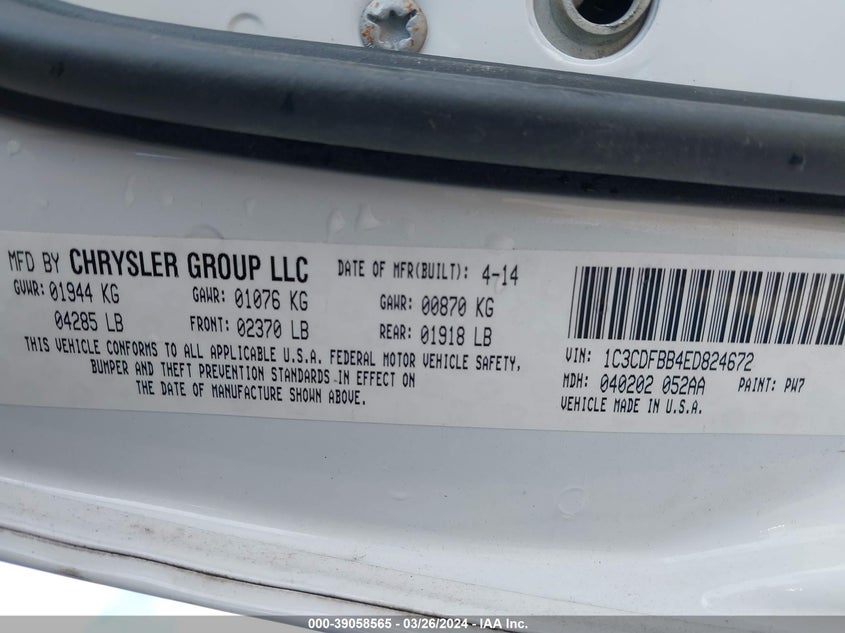 MFD BY CHRYSLER GROUP LLC DATE OF MFR(BUILT): 4-14
GVWR: 01944 KG GAWR: 01076 KG GAWR: 00870 KG
04285 LB FRONT: 02370 LB REAR: 01918 LB
THIS VEHICLE CONFORMS TO ALL APPLICABLE U.S.A. FEDERAL MOTOR VEHICLE SAFETY,
BUMPER AND THEFT PREVENTION STANDARDS IN EFFECT ON
THE DATE OF MANUFACTURE SHOWN ABOVE.
VIN: 1C3CDFBB4ED824672
MDH: 040202 052AA PAINT: PW7
VEHICLE MADE IN U.S.A.
000-39058565 - 03/26/2024 - IAA Inc.